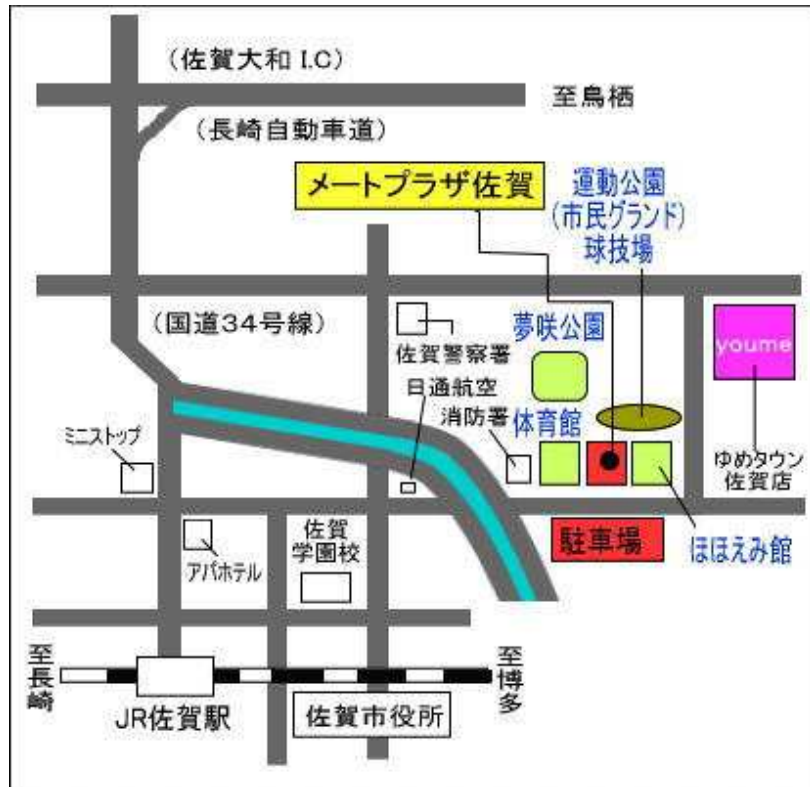 (佐賀大和 I.C)
至鳥栖
(長崎自動車道)
メートプラザ佐賀
運動公園
(市民グランド)
球技場
(国道34号線)
佐賀警察署
夢咲公園
youme
日通航空
消防署
体育館
ミニストップ
ゆめタウン
佐賀店
佐賀
学園校
駐車場
ほほえみ館
アパホテル
至長崎
至博多
JR佐賀駅
佐賀市役所